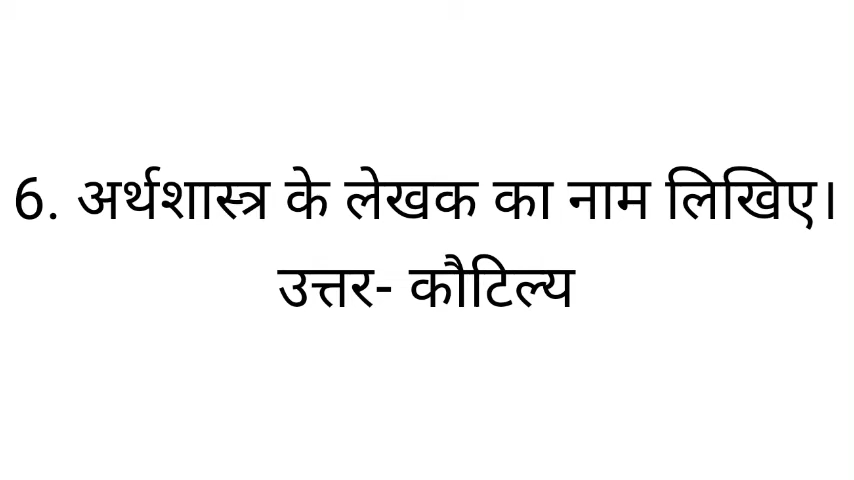 6. अर्थशास्त्र के लेखक का नाम लिखिए।
उत्तर- कौटिल्य